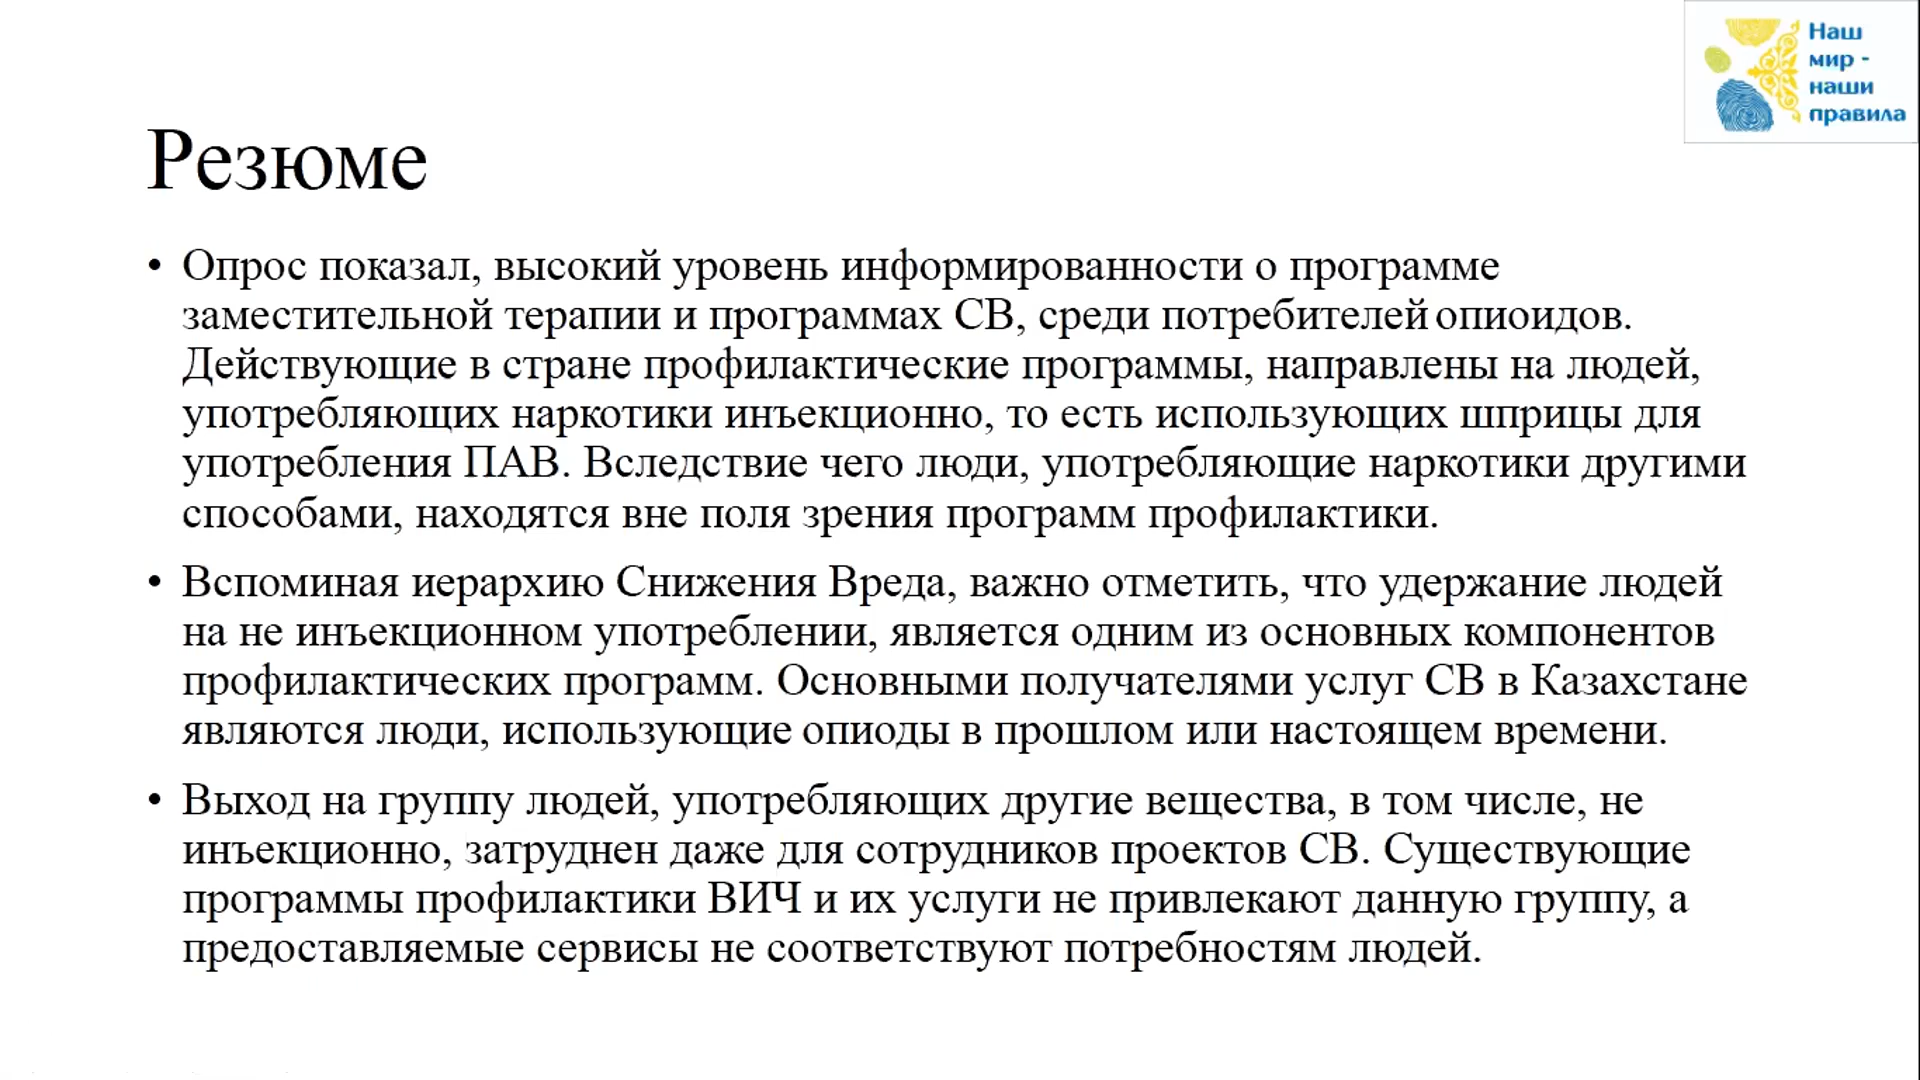 Наш
мир -
наши
правила
Резюме
• Опрос показал, высокий уровень информированности о программе
заместительной терапии и программах СВ, среди потребителей опиоидов.
Действующие в стране профилактические программы, направлены на людей,
употребляющих наркотики инъекционно, то есть использующих шприцы для
употребления ПАВ. Вследствие чего люди, употребляющие наркотики другими
способами, находятся вне поля зрения программ профилактики.
• Вспоминая иерархию Снижения Вреда, важно отметить, что удержание людей
на не инъекционном употреблении, является одним из основных компонентов
профилактических программ. Основными получателями услуг СВ в Казахстане
являются люди, использующие опиоды в прошлом или настоящем времени.
• Выход на группу людей, употребляющих другие вещества, в том числе, не
инъекционно, затруднен даже для сотрудников проектов СВ. Существующие
программы профилактики ВИЧ и их услуги не привлекают данную группу, а
предоставляемые сервисы не соответствуют потребностям людей.